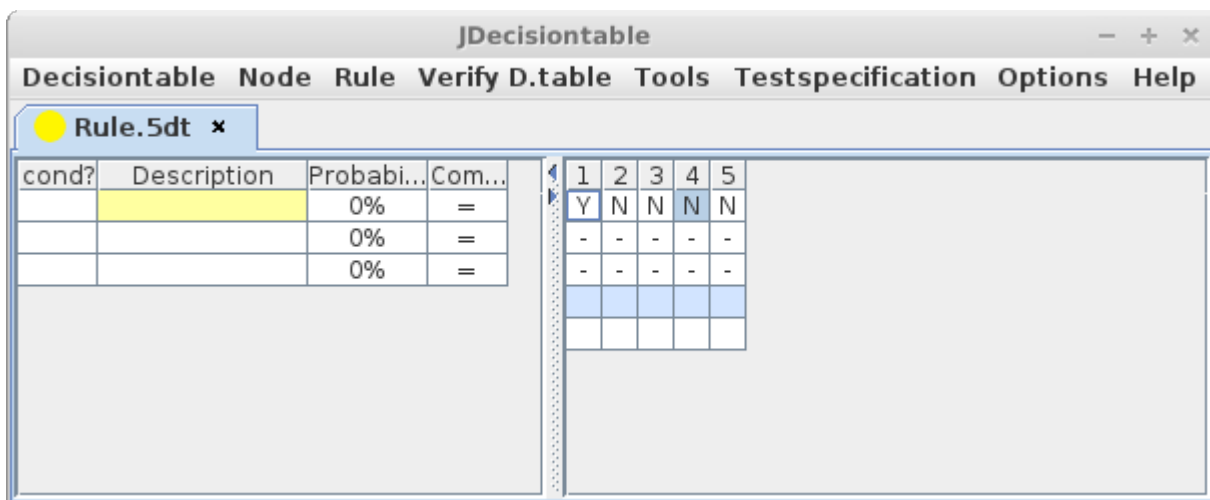 JDecisiontable
Decisiontable Node Rule Verify D.table Tools Testspecification Options Help
Rule.5dt
cond? Description Probabi... Com... 1 2 3 4 5
0% = Y N N N N
0% = - - - - -
0% = - - - - -